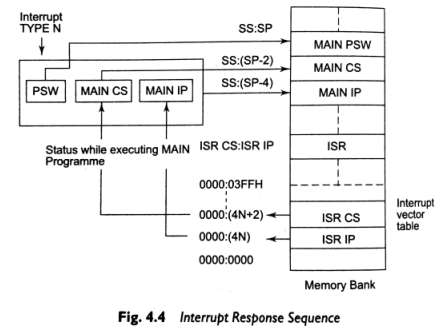 Interrupt
TYPE N
SS:SP
MAIN PSW
SS:(SP-2)
MAIN CS
PSW
MAIN CS
MAIN IP
SS:(SP-4)
MAIN IP
Status while executing MAIN
Programme
ISR CS:ISR IP
ISR
0000:03FFH
0000:(4N+2)
ISR CS
Interrupt
vector
table
0000:(4N)
ISR IP
0000:0000
Memory Bank
Fig. 4.4 Interrupt Response Sequence